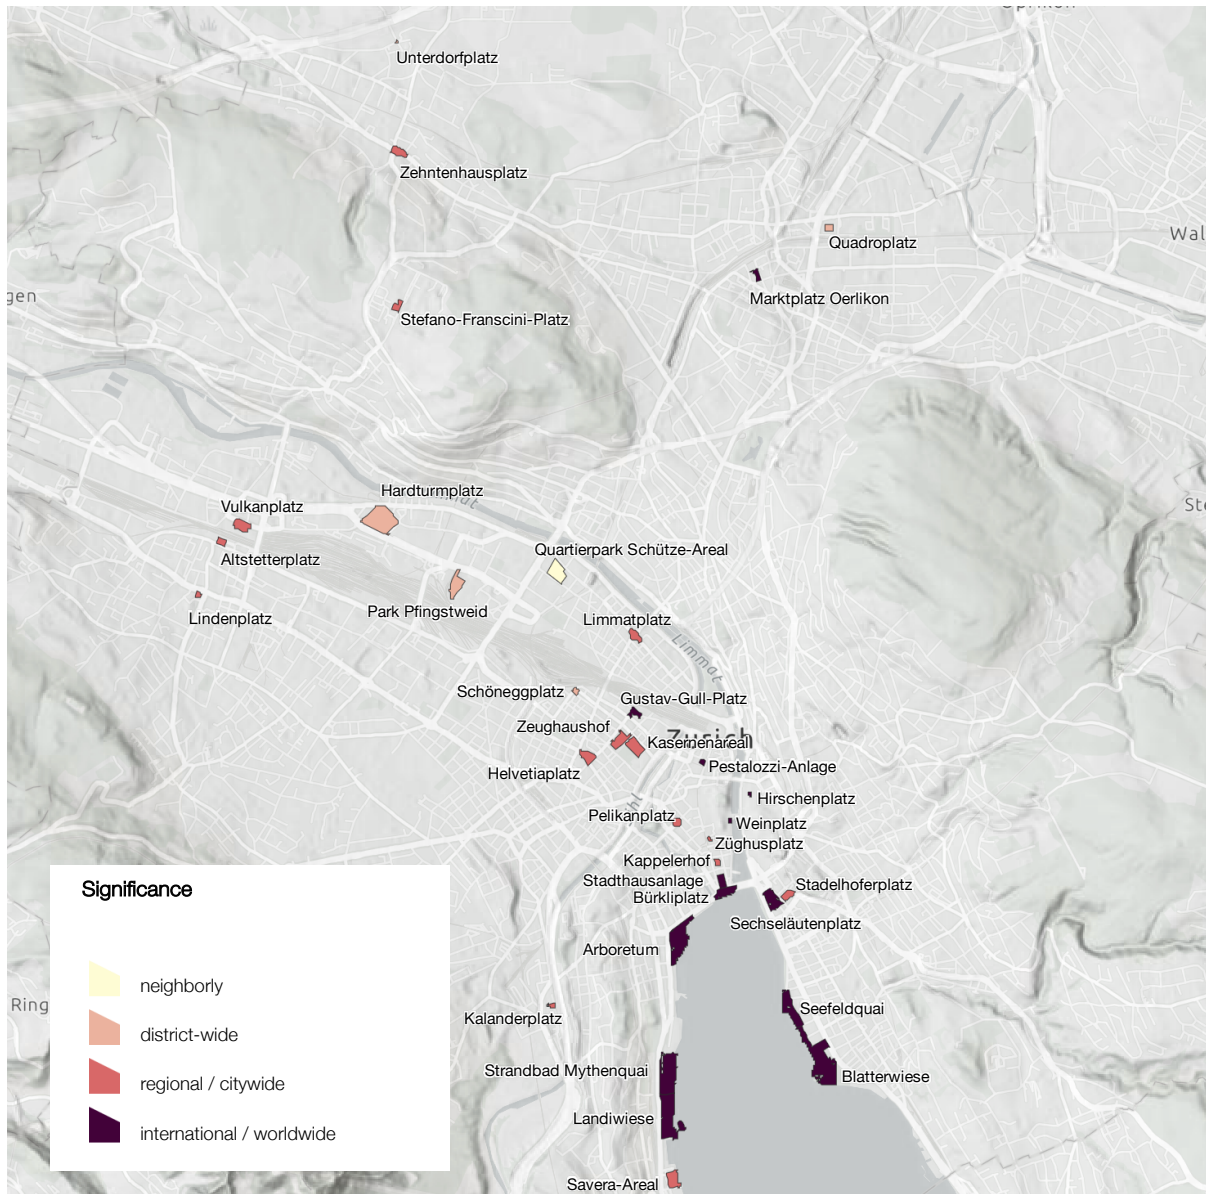 Unterdorfplatz
Zehntenhausplatz
Quadroplatz
Wal
Marktplatz Oerlikon
gen
Stefano-Franscini-Platz
Hardturmplatz
Vulkanplatz
Altstetterplatz
Quartierpark Schütze-Areal
Lindenplatz
Park Pfingstweid
Limmatplatz
Limmat
Schöneggplatz
Gustav-Gull-Platz
Zeughaushof
Zurich
Kasernenareal
Helvetiaplatz
Pestalozzi-Anlage
Hirschenplatz
Pelikanplatz
Weinplatz
Züghusplatz
Kappelerhof
Stadthausanlage
Bürkliplatz
Stadelhoferplatz
Sechseläutenplatz
Arboretum
Seefeldquai
Kalanderplatz
Strandbad Mythenquai
Blatterwiese
Landiwiese
Savera-Areal
Ring
Significance
neighborly
district-wide
regional / citywide
international / worldwide